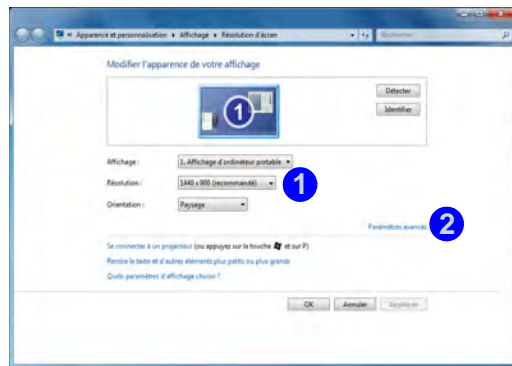 « Apparence et personnalisation ▸ Affichage ▸ Résolution d'écran
Rechercher
Modifier l'apparence de votre affichage
1
Détecter
Identifier
Affichage : 1. Affichage d'ordinateur portable
Résolution : 1440 x 900 (recommandé) 1
Orientation : Paysage
Paramètres avancés 2
Se connecter à un projecteur (ou appuyez sur la touche et sur P)
Rendre le texte et d'autres éléments plus petits ou plus grands
Quels paramètres d'affichage choisir ?
OK Annuler Appliquer